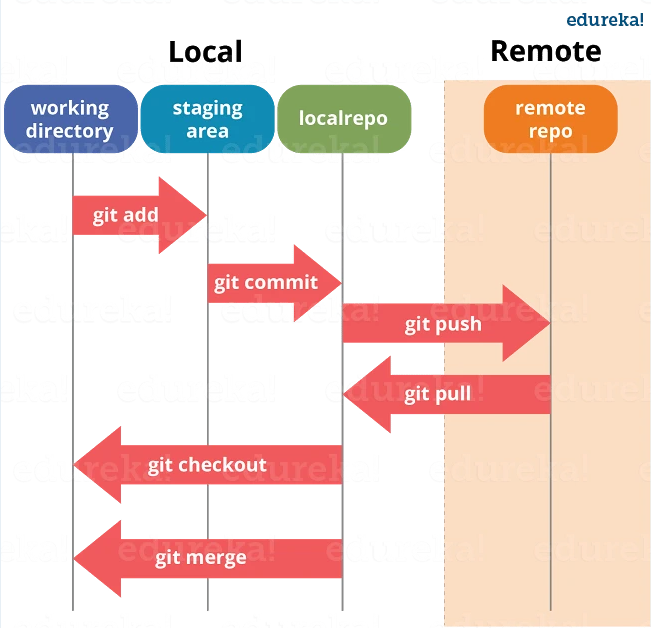 edureka!
Local
Remote
working
directory
staging
area
localrepo
remote
repo
git add
git commit
git push
git pull
git checkout
git merge